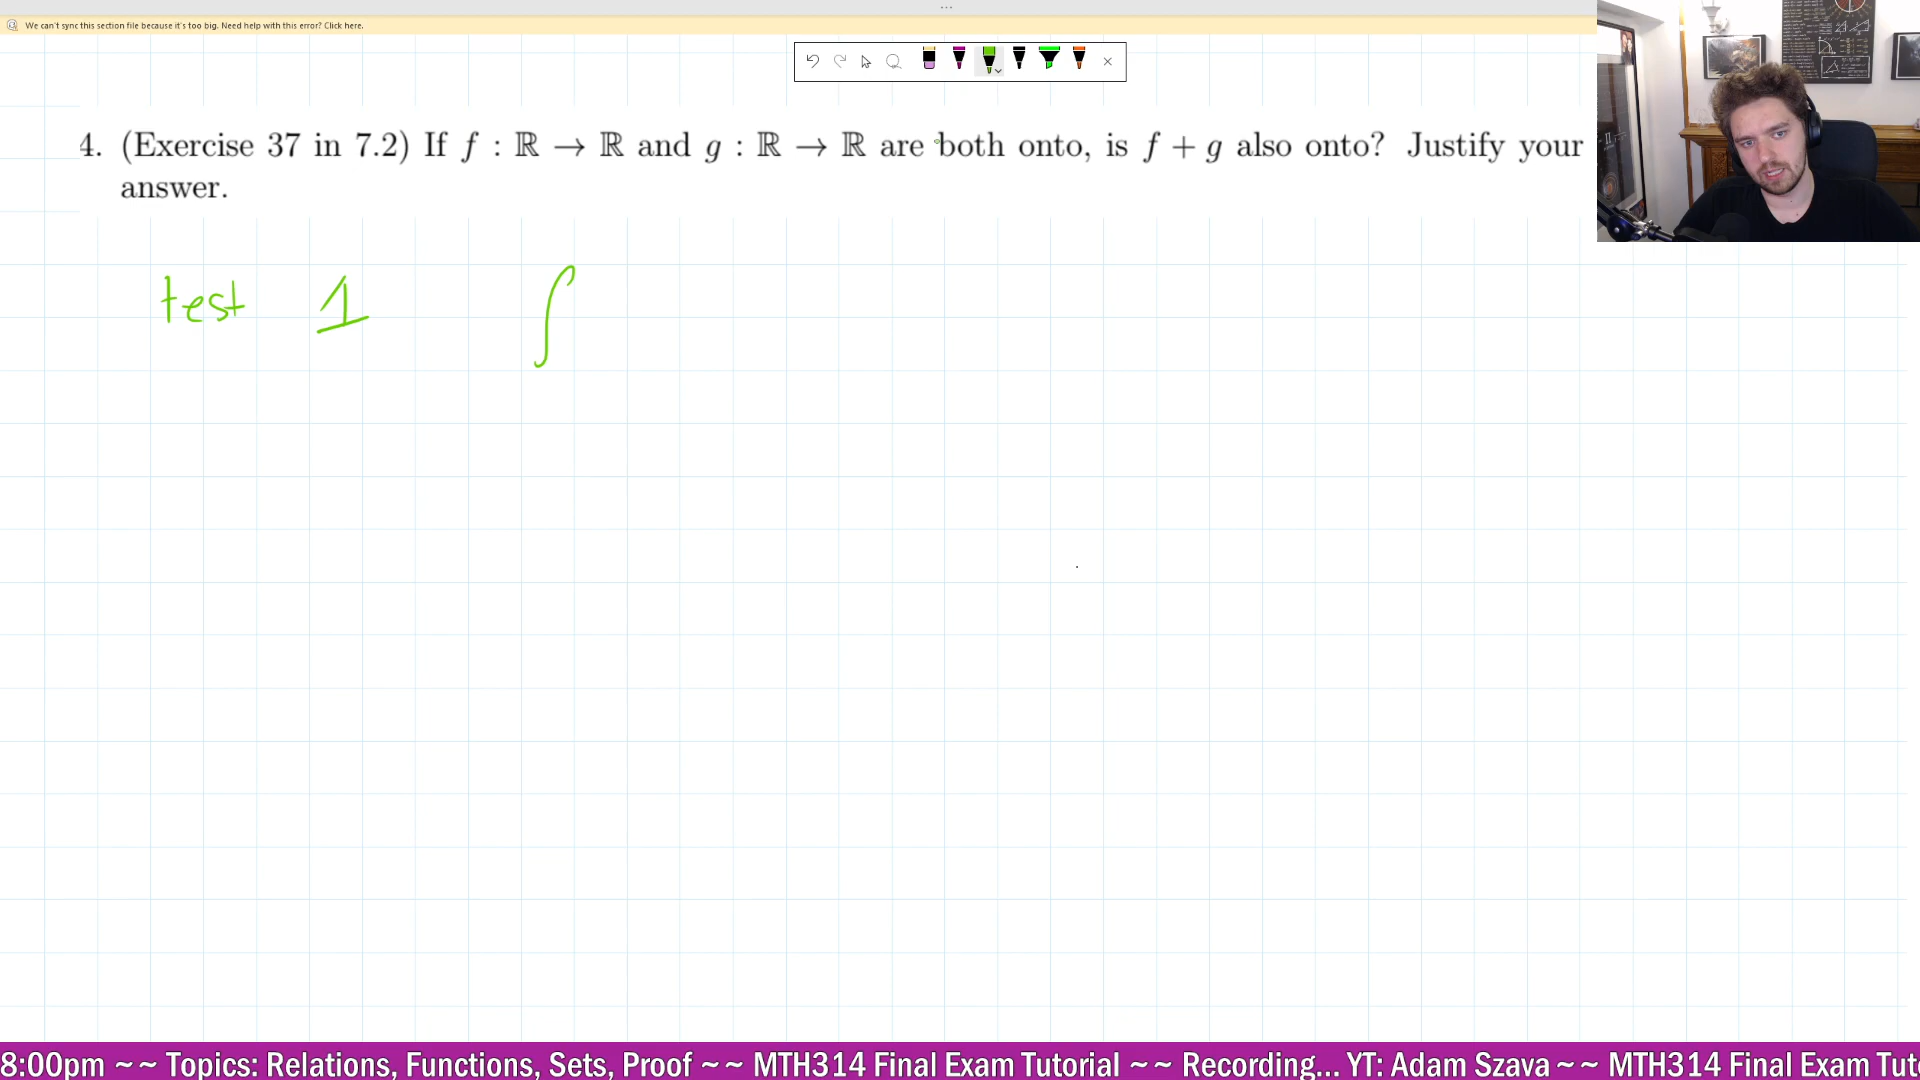 We can't sync this section file because it's too big. Need help with this error? Click here.
4. (Exercise 37 in 7.2) If f : ℝ → ℝ and g : ℝ → ℝ are both onto, is f + g also onto? Justify your
answer.
test 1 ∫
8:00pm ~~ Topics: Relations, Functions, Sets, Proof ~~ MTH314 Final Exam Tutorial ~~ Recording... YT: Adam Szava ~~ MTH314 Final Exam Tut